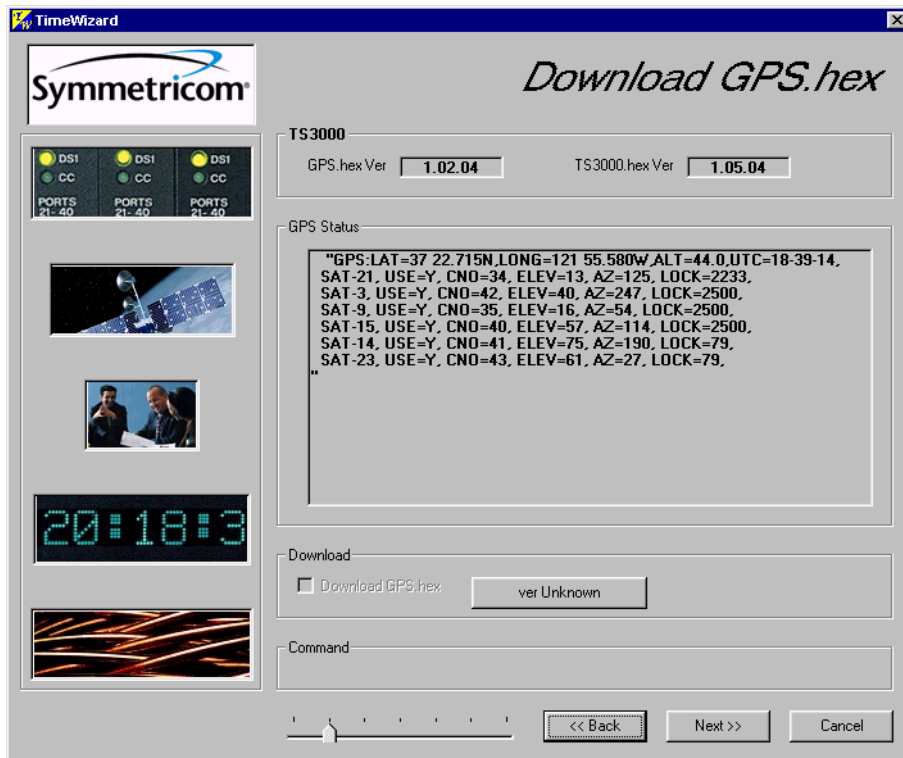 TimeWizard
Symmetricom
Download GPS.hex
DS1 DS1 DS1
CC CC CC
PORTS PORTS PORTS
21-40 21-40 21-40
20:18:3
TS3000
GPS.hex Ver 1.02.04 TS3000.hex Ver 1.05.04
GPS Status
"GPS:LAT=37 22.715N,LONG=121 55.580W,ALT=44.0,UTC=18-39-14,
SAT-21, USE=Y, CNO=34, ELEV=13, AZ=125, LOCK=2233,
SAT-3, USE=Y, CNO=42, ELEV=40, AZ=247, LOCK=2500,
SAT-9, USE=Y, CNO=35, ELEV=16, AZ=54, LOCK=2500,
SAT-15, USE=Y, CNO=40, ELEV=57, AZ=114, LOCK=2500,
SAT-14, USE=Y, CNO=41, ELEV=75, AZ=190, LOCK=79,
SAT-23, USE=Y, CNO=43, ELEV=61, AZ=27, LOCK=79,
"
Download
Download GPS.hex ver Unknown
Command
<< Back Next >> Cancel